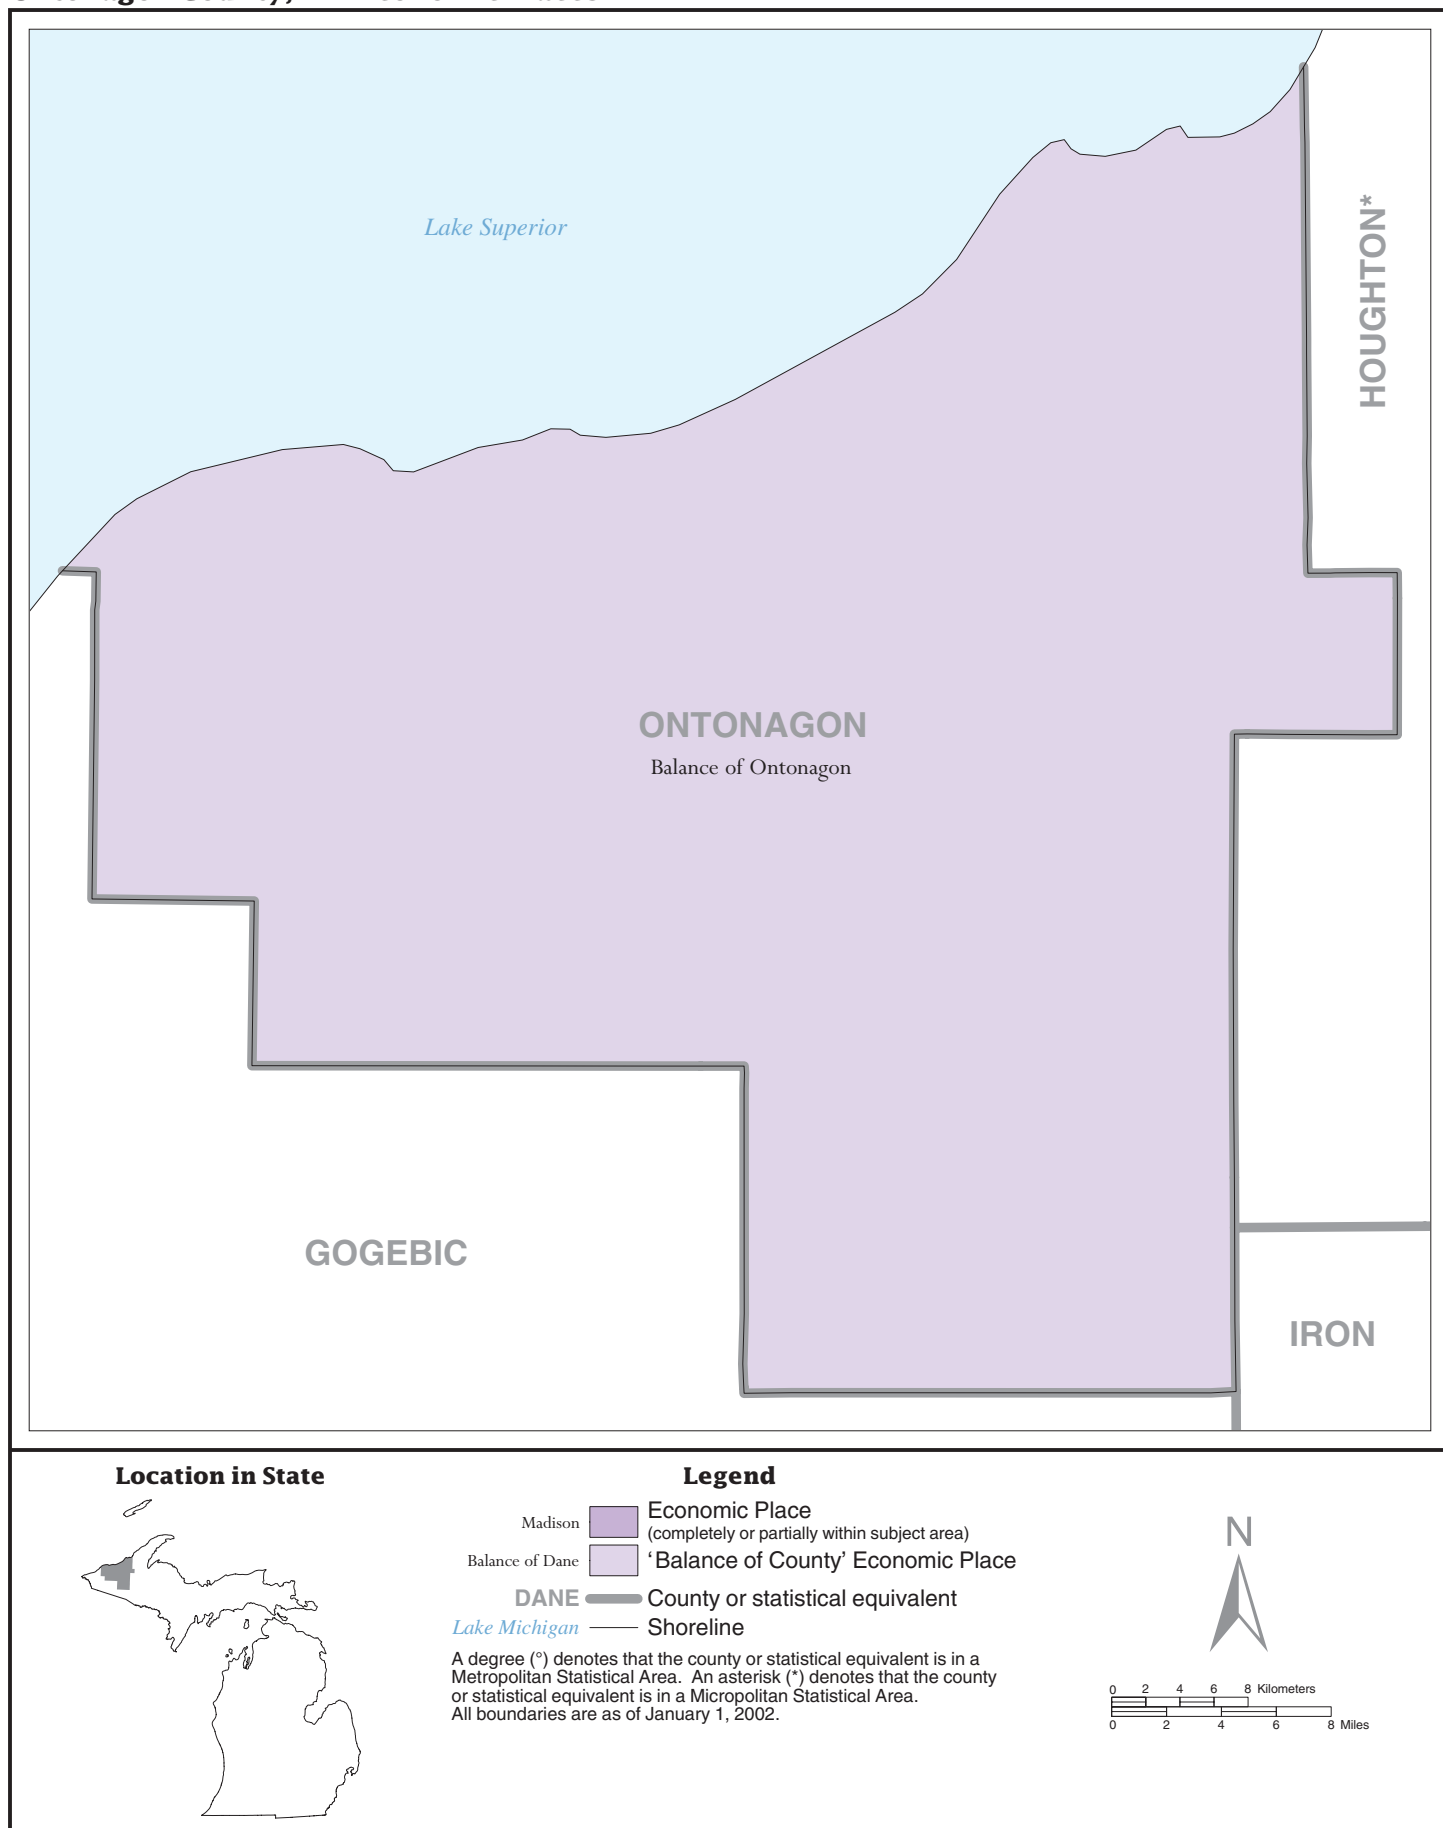 Lake Superior
HOUGHTON*
ONTONAGON
Balance of Ontonagon
GOGEBIC
IRON
Location in State
Legend
Madison
Economic Place
(completely or partially within subject area)
Balance of Dane
'Balance of County' Economic Place
DANE
County or statistical equivalent
Lake Michigan
Shoreline
A degree (°) denotes that the county or statistical equivalent is in a
Metropolitan Statistical Area. An asterisk (*) denotes that the county
or statistical equivalent is in a Micropolitan Statistical Area.
All boundaries are as of January 1, 2002.
N
0 2 4 6 8 Kilometers
0 2 4 6 8 Miles